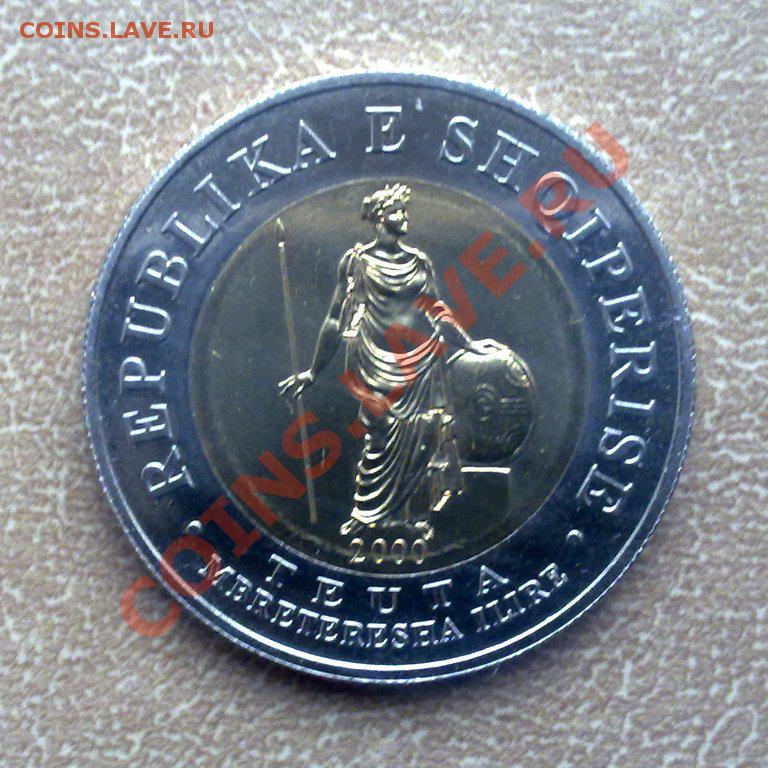 COINS.LAVE.RU
REPUBLIKA E SHQIPERISE
2000
TEUTA
MBRETERESHA ILIRE
COINS.LAVE.RU